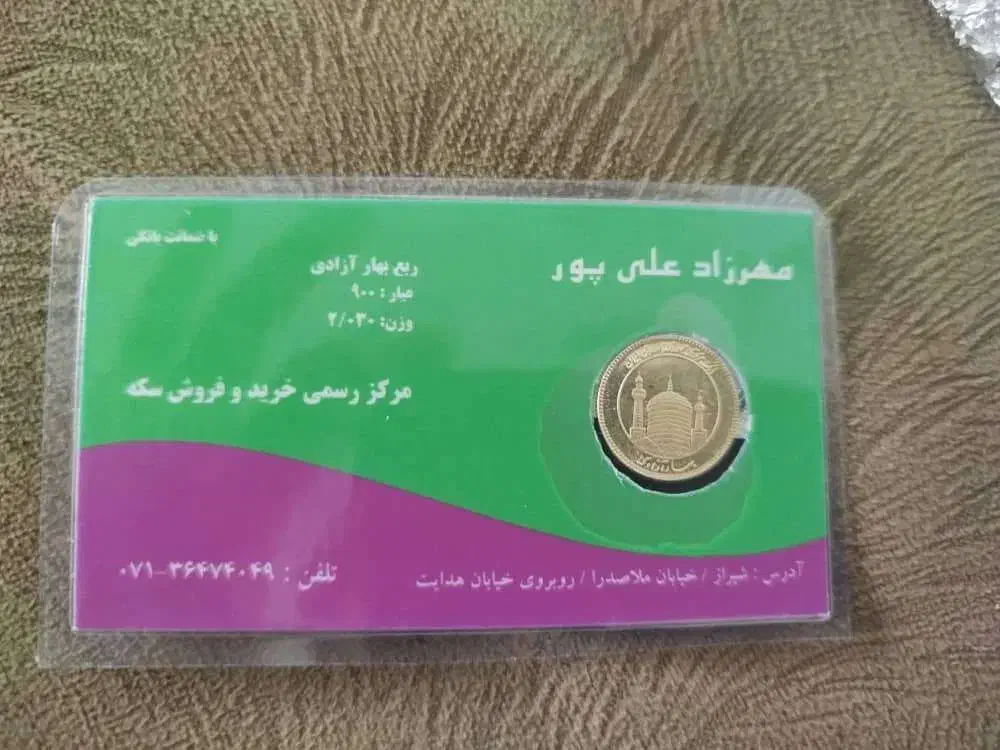 مهرزاد علی پور
با ضمانت بانکی
ربع بهار آزادی
عیار: ۹۰۰
وزن: ۲/۰۳۰
مرکز رسمی خرید و فروش سکه
آدرس: شیراز / خیابان ملاصدرا / روبروی خیابان هدایت
تلفن: ۰۷۱-۳۶۴۷۴۰۴۹